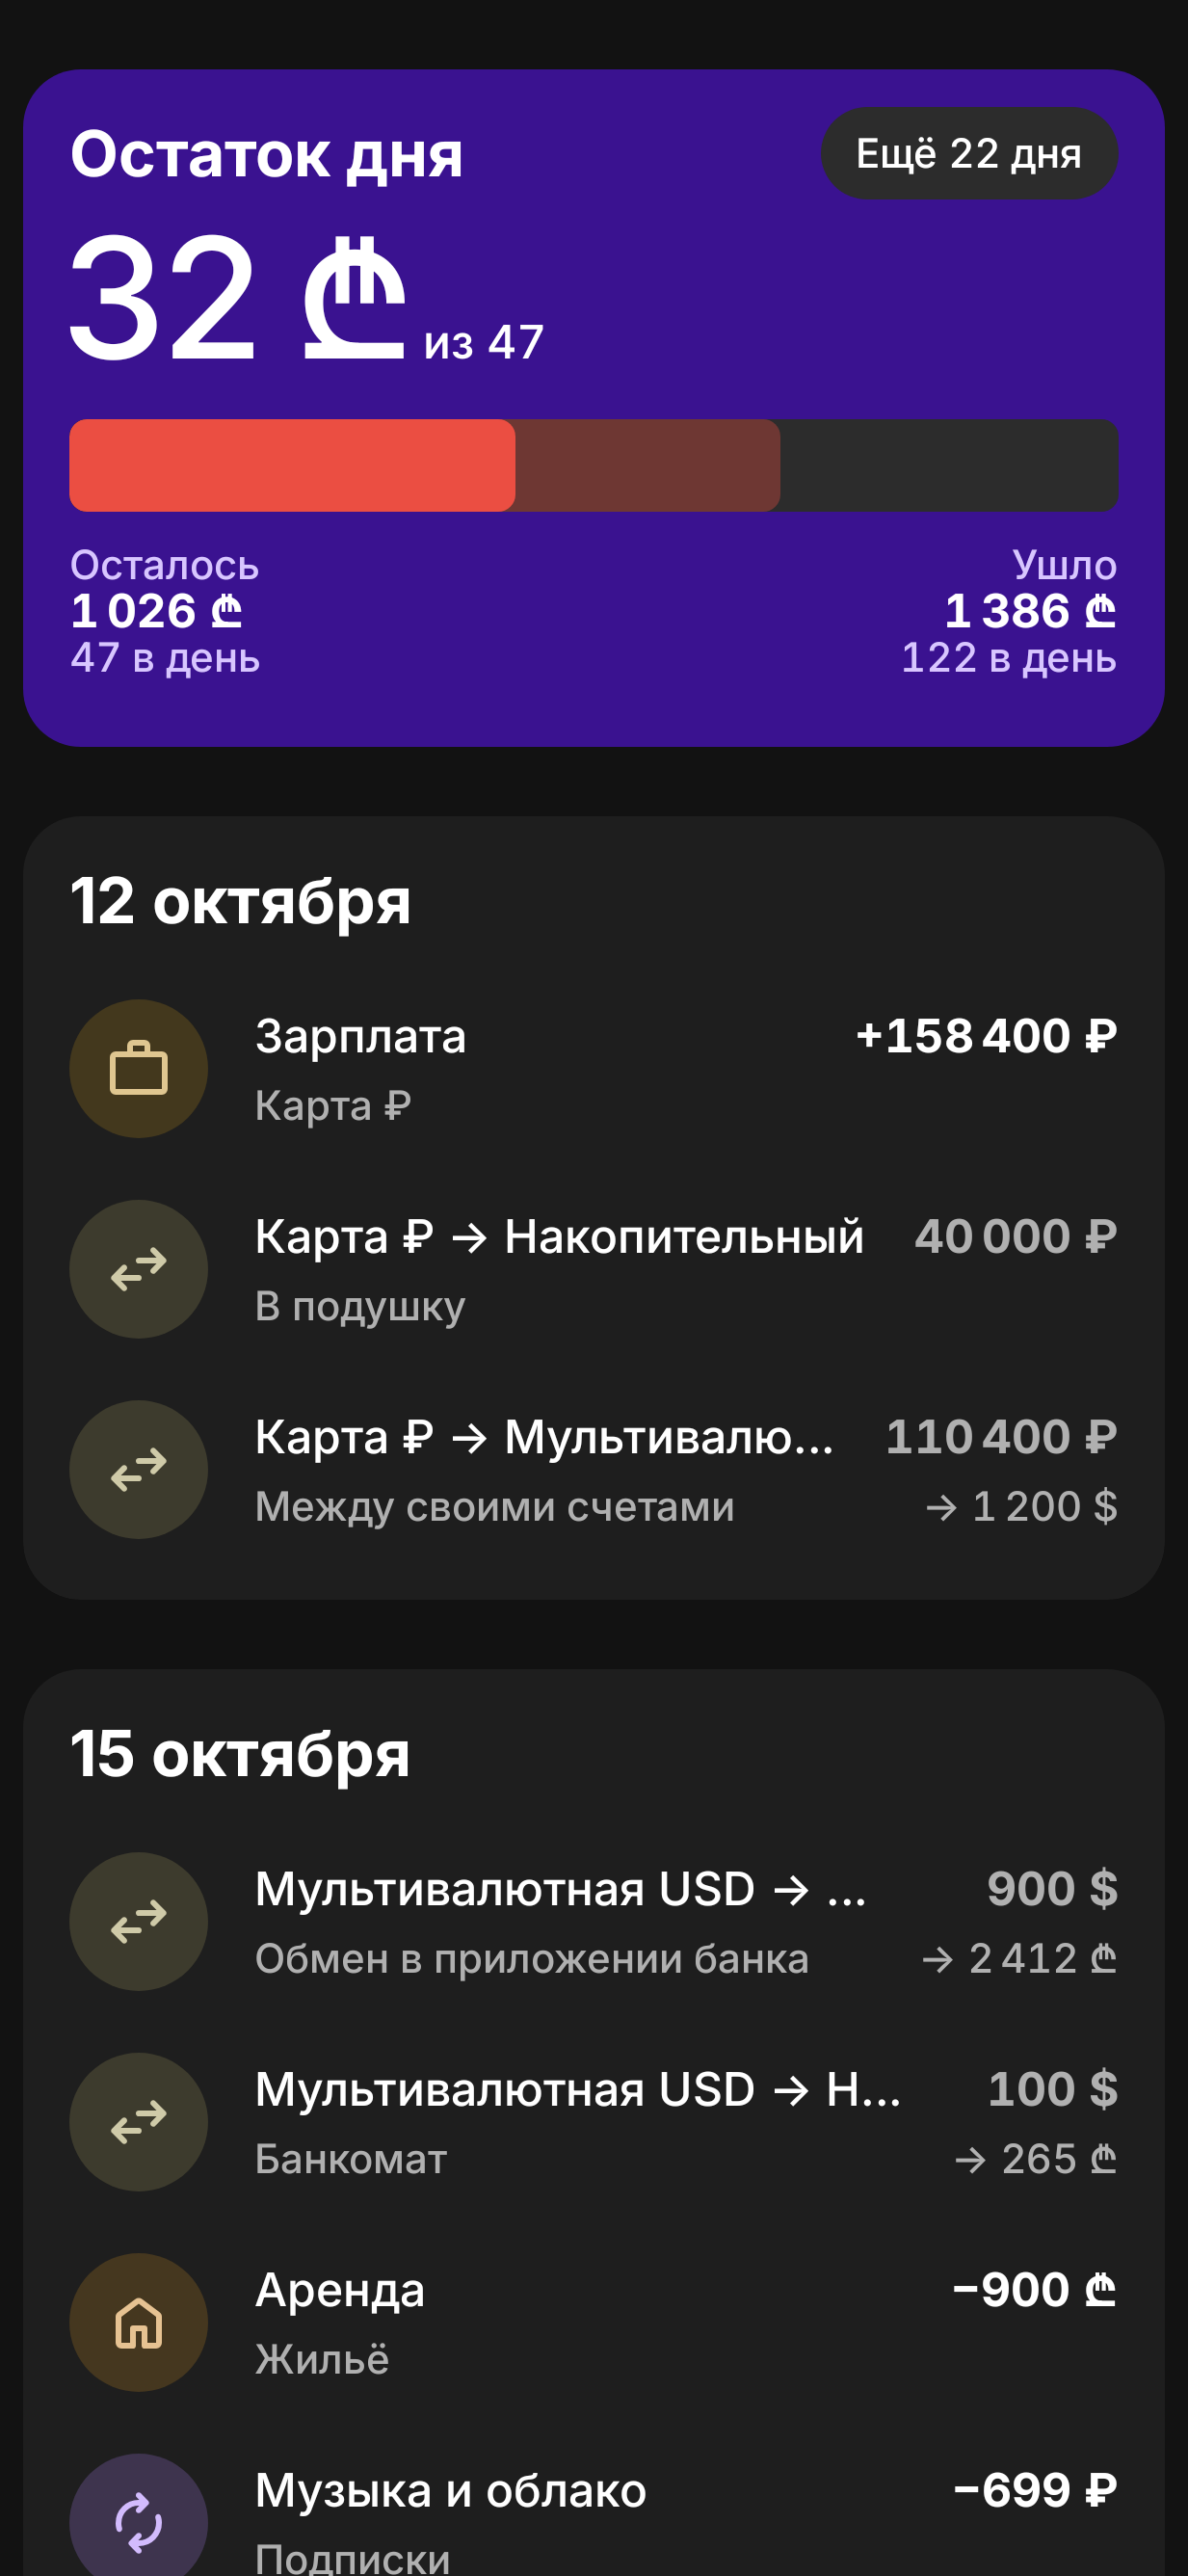 Остаток дня
Ещё 22 дня
32 ₾ из 47
Осталось
Ушло
1 026 ₾
1 386 ₾
47 в день
122 в день
12 октября
Зарплата
+158 400 ₽
Карта ₽
Карта ₽ → Накопительный
40 000 ₽
В подушку
Карта ₽ → Мультивалю...
110 400 ₽
Между своими счетами
→ 1 200 $
15 октября
Мультивалютная USD → ...
900 $
Обмен в приложении банка
→ 2 412 ₾
Мультивалютная USD → Н...
100 $
Банкомат
→ 265 ₾
Аренда
−900 ₾
Жильё
Музыка и облако
−699 ₽
Подписки